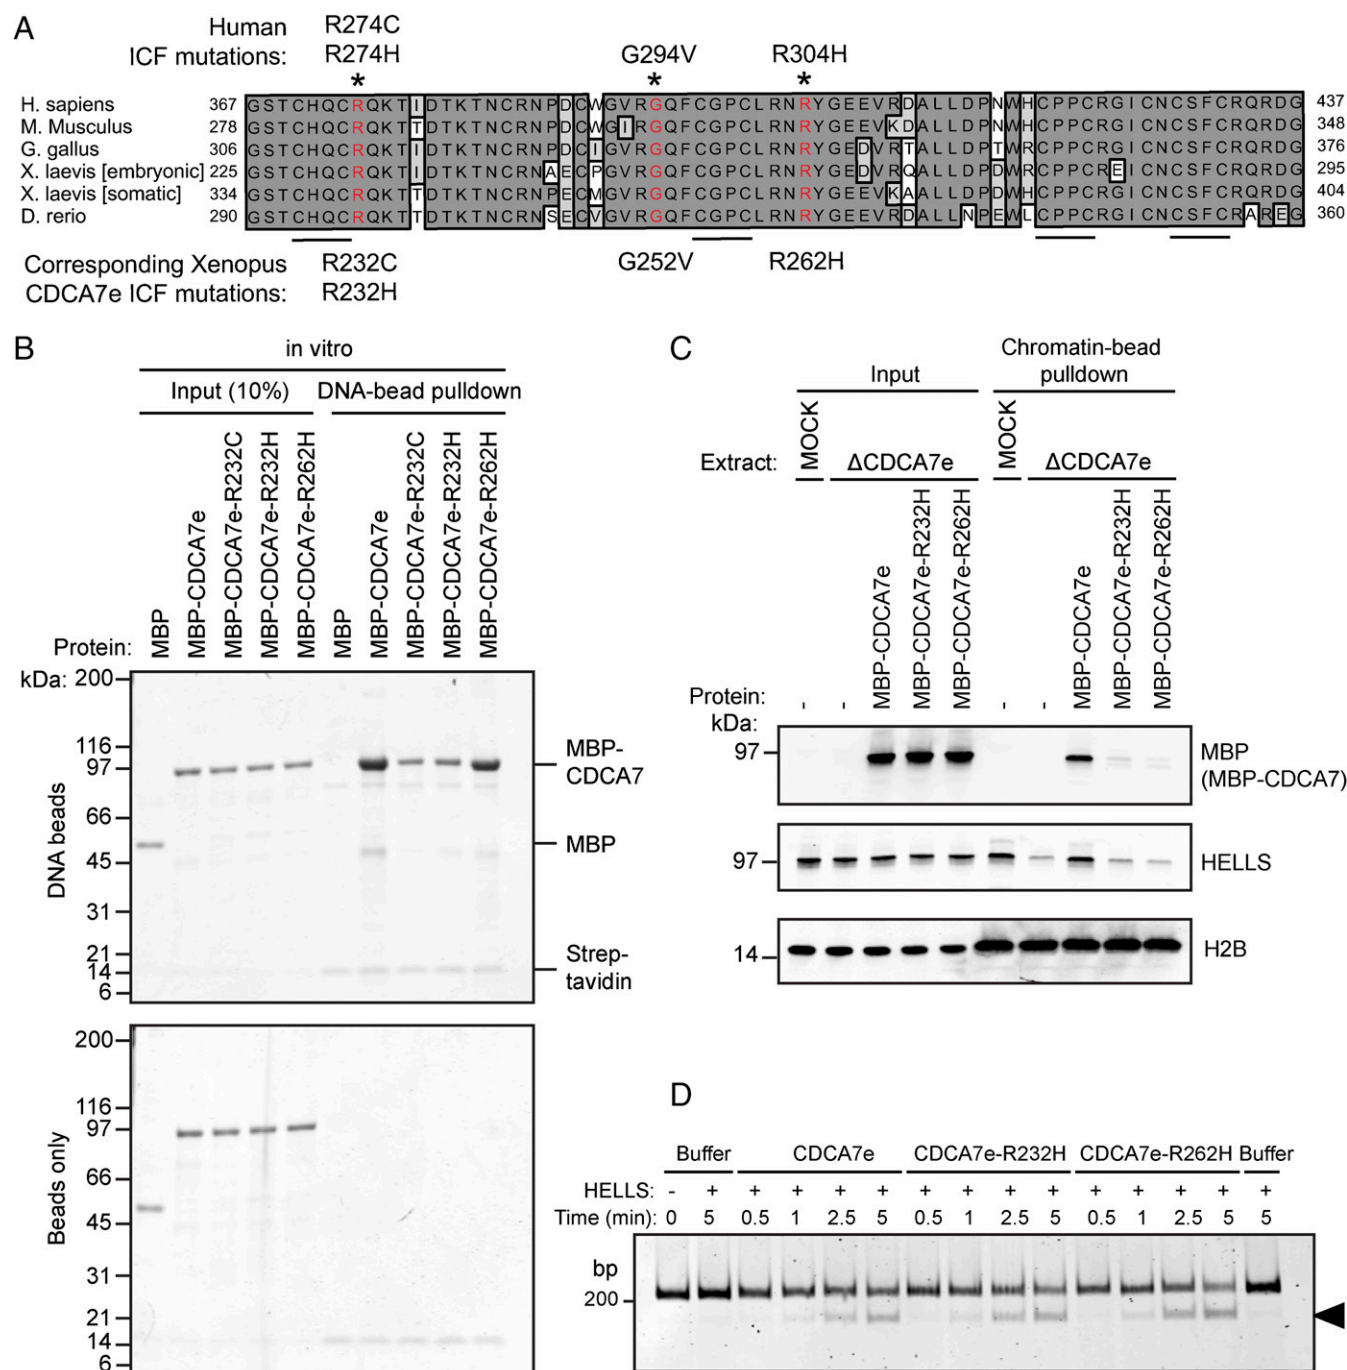 A
Human R274C
ICF mutations: R274H G294V R304H
* * *
H. sapiens 367 GSTCHQCRQKTIDTKTNCRNPDCWGVRGQFCGPCLRNRYGEEVRDALLDPNWHCPPCRGICNCSFCRQRDG 437
M. Musculus 278 GSTCHQCRQKTTDTKTNCRNPDCWGIRGQFCGPCLRNRYGEEVKDALLDPNWHCPPCRGICNCSFCRQRDG 348
G. gallus 306 GSTCHQCRQKTIDTKTNCRNPDCIGVRGQFCGPCLRNRYGEDVRTALLDPTWRCPPCRGICNCSFCRQRDG 376
X. laevis [embryonic] 225 GSTCHQCRQKTIDTKTNCRNAECPGVRGQFCGPCLRNRYGEDVRTALLDPDWRCPPCREICNCSFCRQRDG 295
X. laevis [somatic] 334 GSTCHQCRQKTTDTKTNCRNPECMGVRGQFCGPCLRNRYGEEVKAALLDPDWHCPPCRGICNCSFCRQRDG 404
D. rerio 290 GSTCHQCRQKTTDTKTNCRNSECVGVRGQFCGPCLRNRYGEEVRDALLNPEWLCPPCRGICNCSFCRAREG 360
Corresponding Xenopus R232C G252V R262H
CDCA7e ICF mutations: R232H
B
in vitro
Input (10%) DNA-bead pulldown
Protein: MBP MBP-CDCA7e MBP-CDCA7e-R232C MBP-CDCA7e-R232H MBP-CDCA7e-R262H MBP MBP-CDCA7e MBP-CDCA7e-R232C MBP-CDCA7e-R232H MBP-CDCA7e-R262H
kDa: 200
116
97
66
45
31
21
14
6
DNA beads
MBP-
CDCA7
MBP
Strep-
tavidin
200
116
97
66
45
31
21
14
6
Beads only
C
Chromatin-bead
Input pulldown
Extract: MOCK ΔCDCA7e MOCK ΔCDCA7e
Protein: - - MBP-CDCA7e MBP-CDCA7e-R232H MBP-CDCA7e-R262H - - MBP-CDCA7e MBP-CDCA7e-R232H MBP-CDCA7e-R262H
kDa:
97 MBP
(MBP-CDCA7)
97 HELLS
14 H2B
D
Buffer CDCA7e CDCA7e-R232H CDCA7e-R262H Buffer
HELLS: - + + + + + + + + + + + + + +
Time (min): 0 5 0.5 1 2.5 5 0.5 1 2.5 5 0.5 1 2.5 5 5
bp
200